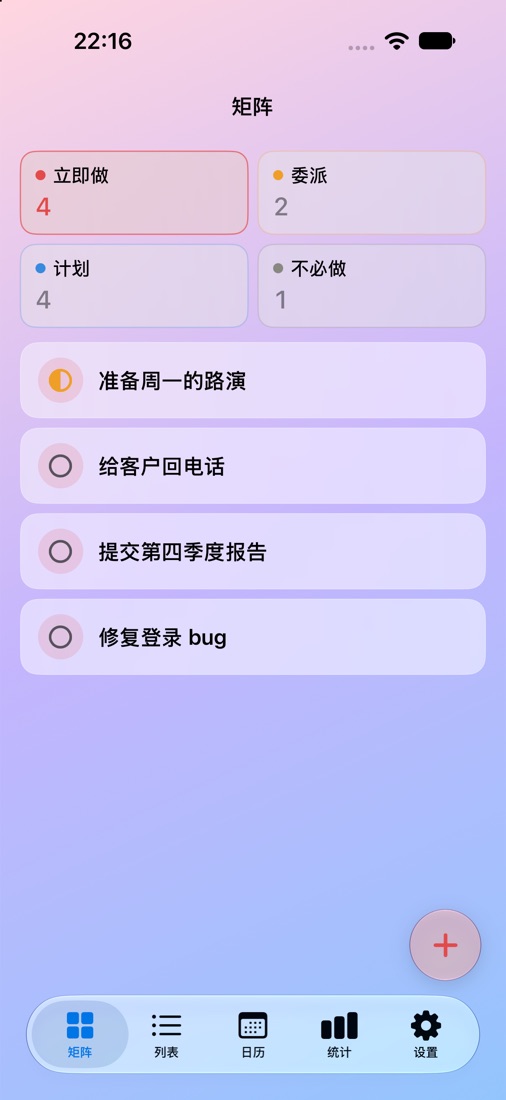 22:16
矩阵
立即做
4
委派
2
计划
4
不必做
1
准备周一的路演
给客户回电话
提交第四季度报告
修复登录 bug
矩阵
列表
日历
统计
设置